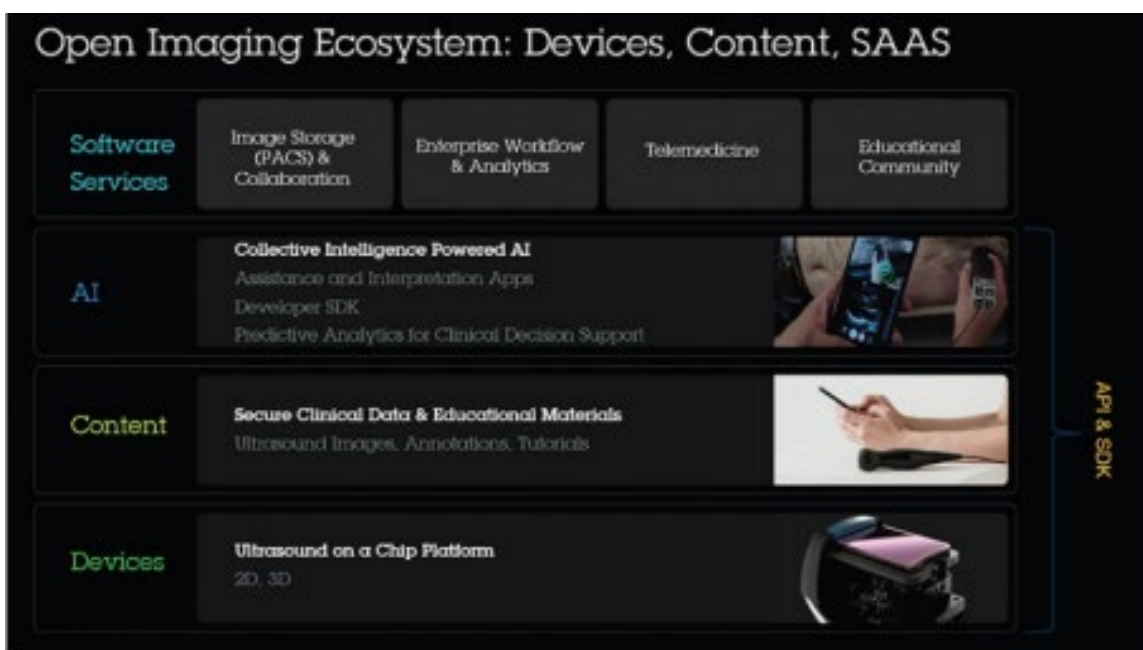 Open Imaging Ecosystem: Devices, Content, SAAS
Software
Services
Image Storage
(PACS) &
Collaboration
Enterprise Workflow
& Analytics
Telemedicine
Educational
Community
AI
Collective Intelligence Powered AI
Assistance and Interpretation Apps
Developer SDK
Predictive Analytics for Clinical Decision Support
Content
Secure Clinical Data & Educational Materials
Ultrasound Images, Annotations, Tutorials
Devices
Ultrasound on a Chip Platform
2D, 3D
API & SDK